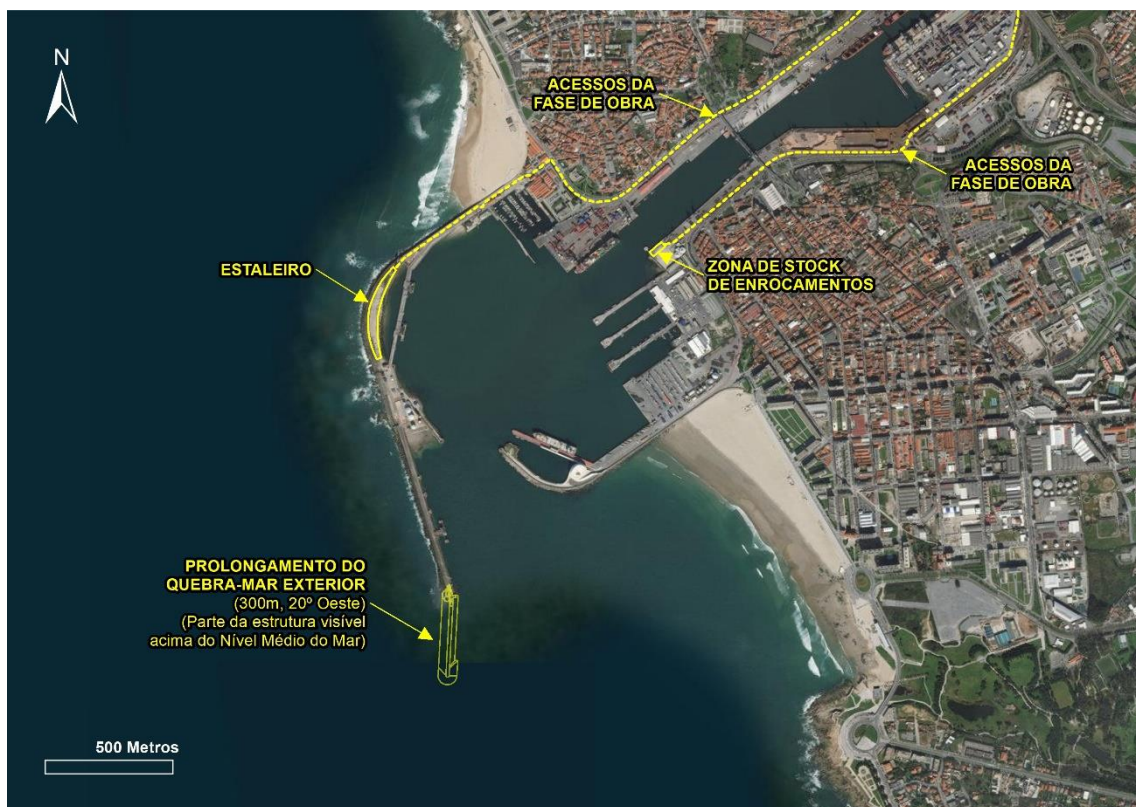 N
ACESSOS DA
FASE DE OBRA
ACESSOS DA
FASE DE OBRA
ESTALEIRO
ZONA DE STOCK
DE ENROCAMENTOS
PROLONGAMENTO DO
QUEBRA-MAR EXTERIOR
(300m, 20º Oeste)
(Parte da estrutura visível
acima do Nível Médio do Mar)
500 Metros